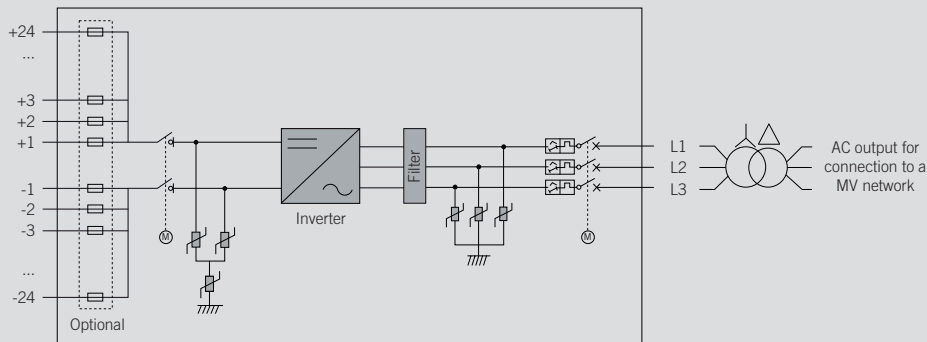 +24
...
+3
+2
+1
-1
-2
-3
...
-24
Optional
M
Inverter
Filter
M
L1
L2
L3
AC output for
connection to a
MV network